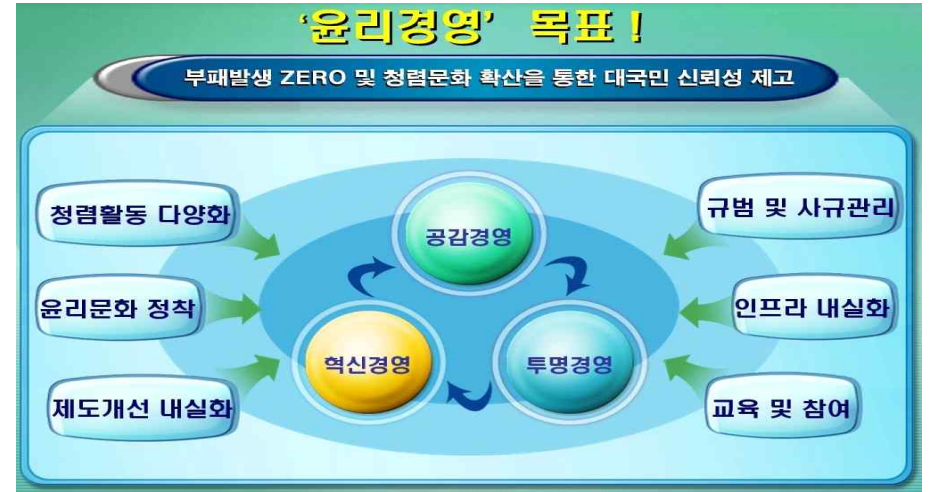 ‘윤리경영’ 목표 !
부패발생 ZERO 및 청렴문화 확산을 통한 대국민 신뢰성 제고
청렴활동 다양화
윤리문화 정착
제도개선 내실화
공감경영
혁신경영
투명경영
규범 및 사규관리
인프라 내실화
교육 및 참여